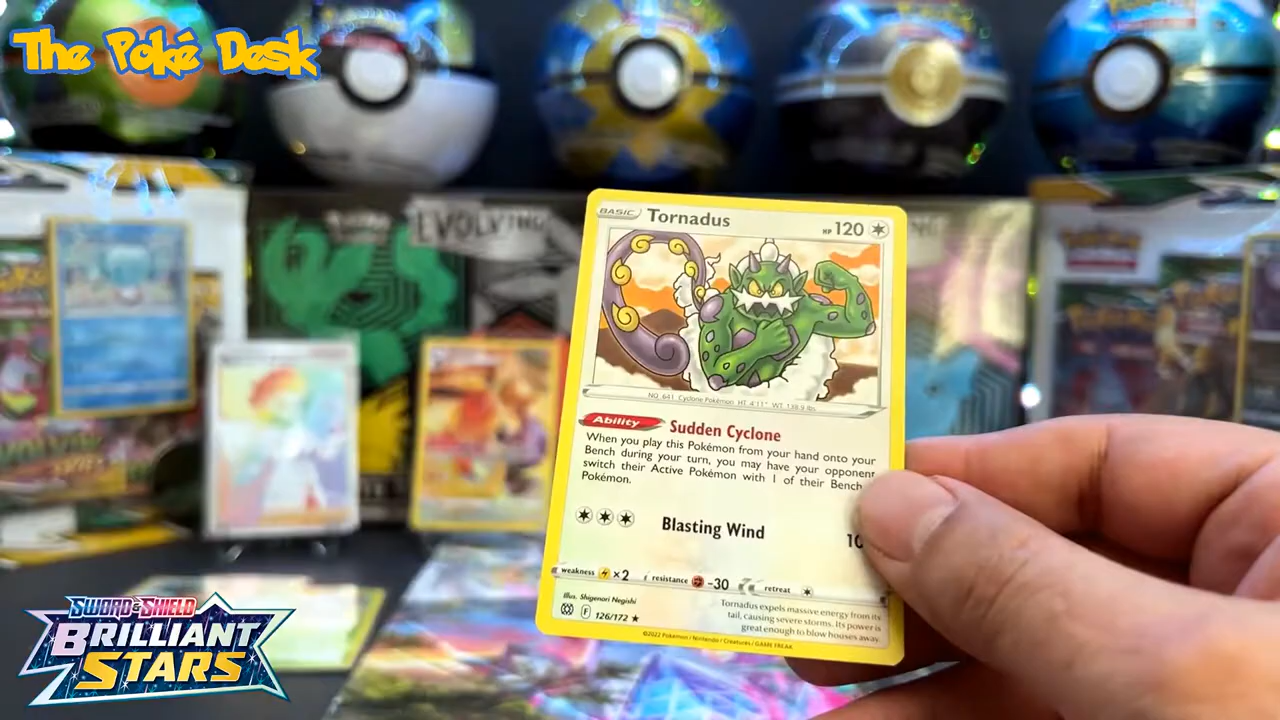 The Poké Desk
Pokémon
EVOLVING
BASIC Tornadus HP 120
NO. 641 Cyclone Pokémon HT 4'11" WT 138.9 lbs
Ability Sudden Cyclone
When you play this Pokémon from your hand onto your
Bench during your turn, you may have your opponent
switch their Active Pokémon with 1 of their Bench
Pokémon.
Blasting Wind 10
weakness ×2 resistance -30 retreat
Illus. Shigenori Negishi
F 126/172 ★
Tornadus expels massive energy from its
tail, causing severe storms. Its power is
great enough to blow houses away.
©2022 Pokémon / Nintendo / Creatures / GAME FREAK
SWORD & SHIELD
BRILLIANT
STARS